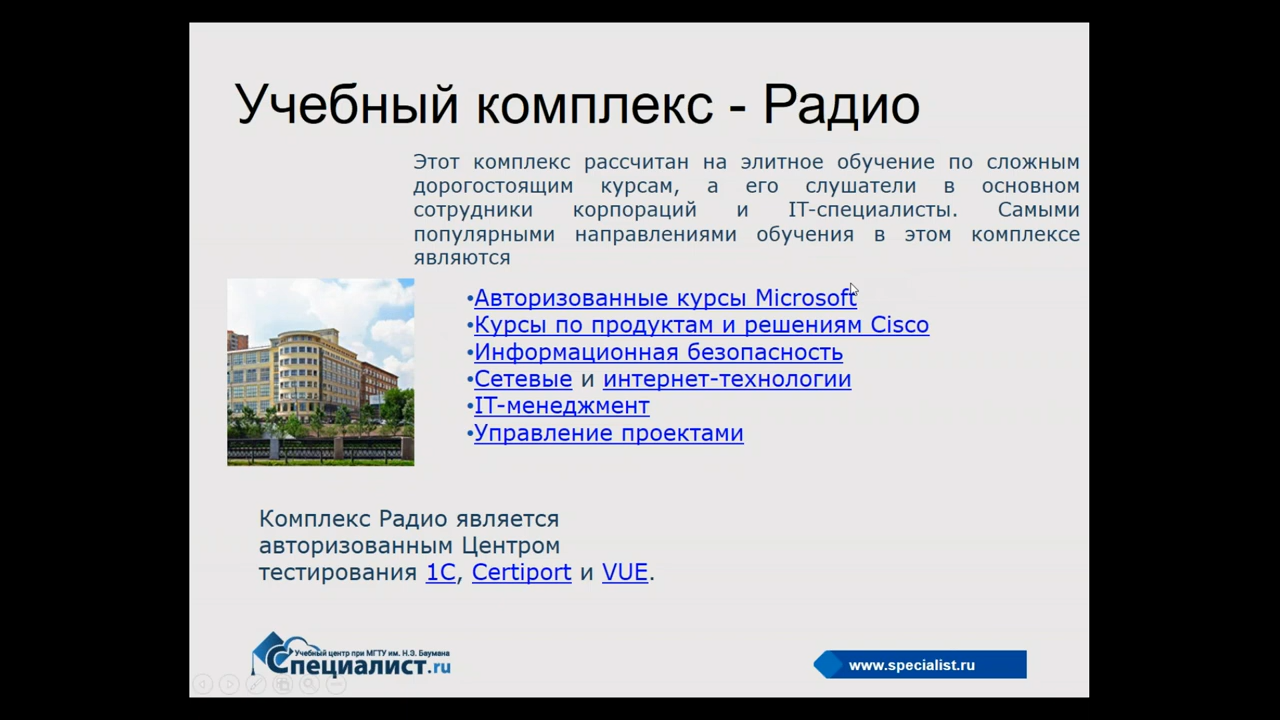 Учебный комплекс - Радио
Этот комплекс рассчитан на элитное обучение по сложным
дорогостоящим курсам, а его слушатели в основном
сотрудники корпораций и IT-специалисты. Самыми
популярными направлениями обучения в этом комплексе
являются
•Авторизованные курсы Microsoft
•Курсы по продуктам и решениям Cisco
•Информационная безопасность
•Сетевые и интернет-технологии
•IT-менеджмент
•Управление проектами
Комплекс Радио является
авторизованным Центром
тестирования 1С, Certiport и VUE.
Учебный центр при МГТУ им. Н.Э. Баумана
Специалист.ru
www.specialist.ru